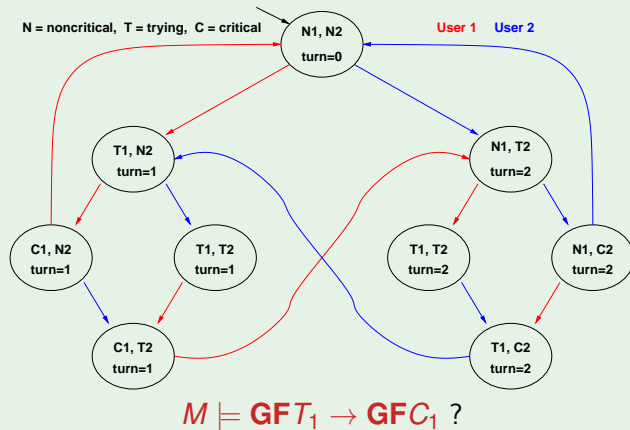 N = noncritical, T = trying, C = critical
User 1 User 2
N1, N2
turn=0
T1, N2
turn=1
N1, T2
turn=2
C1, N2
turn=1
T1, T2
turn=1
T1, T2
turn=2
N1, C2
turn=2
C1, T2
turn=1
T1, C2
turn=2
M ⊨ GFT₁ → GFC₁ ?